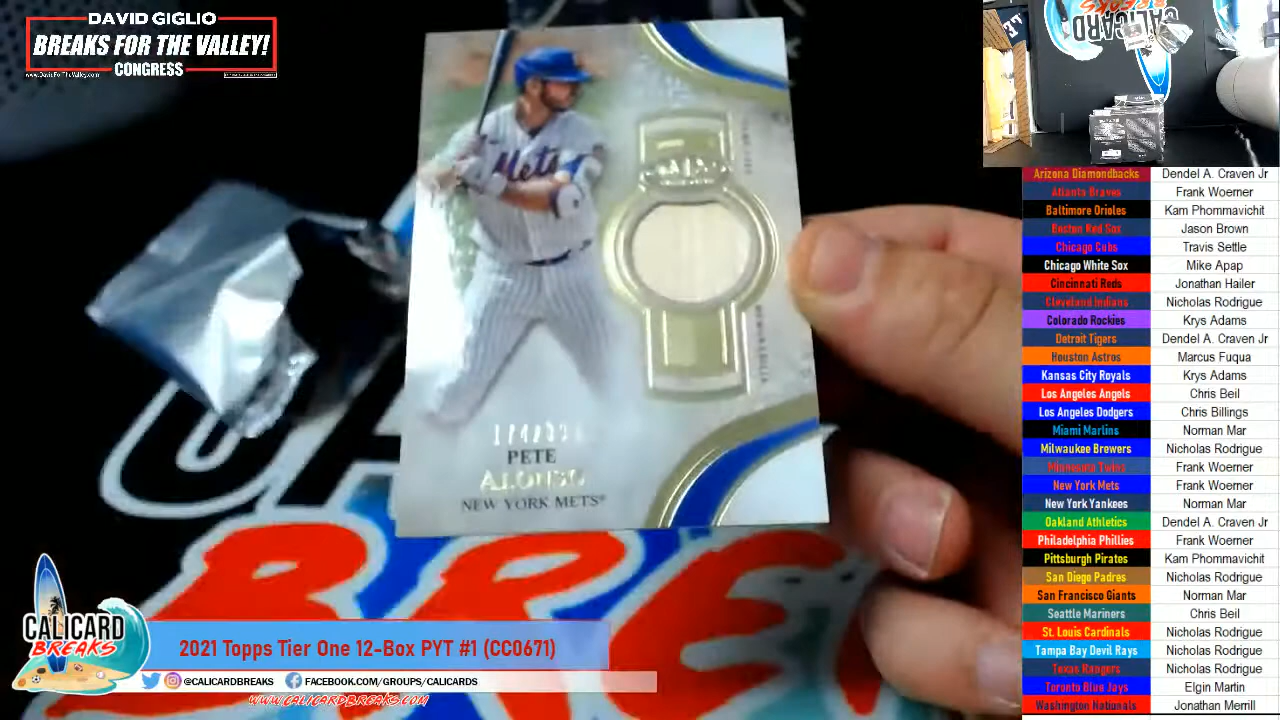 DAVID GIGLIO
BREAKS FOR THE VALLEY!
CONGRESS
www.DavidForTheValley.com
Mets
PETE
ALONSO
NEW YORK METS
CALICARD
BREAKS
2021 Topps Tier One 12-Box PYT #1 (CC0671)
@CALICARDBREAKS
FACEBOOK.COM/GROUPS/CALICARDS
WWW.CALICARDBREAKS.COM
Arizona Diamondbacks Dendel A. Craven Jr
Atlanta Braves Frank Woerner
Baltimore Orioles Kam Phommavichit
Boston Red Sox Jason Brown
Chicago Cubs Travis Settle
Chicago White Sox Mike Apap
Cincinnati Reds Jonathan Hailer
Cleveland Indians Nicholas Rodrigue
Colorado Rockies Krys Adams
Detroit Tigers Dendel A. Craven Jr
Houston Astros Marcus Fuqua
Kansas City Royals Krys Adams
Los Angeles Angels Chris Beil
Los Angeles Dodgers Chris Billings
Miami Marlins Norman Mar
Milwaukee Brewers Nicholas Rodrigue
Minnesota Twins Frank Woerner
New York Mets Frank Woerner
New York Yankees Norman Mar
Oakland Athletics Dendel A. Craven Jr
Philadelphia Phillies Frank Woerner
Pittsburgh Pirates Kam Phommavichit
San Diego Padres Nicholas Rodrigue
San Francisco Giants Norman Mar
Seattle Mariners Chris Beil
St. Louis Cardinals Nicholas Rodrigue
Tampa Bay Devil Rays Nicholas Rodrigue
Texas Rangers Nicholas Rodrigue
Toronto Blue Jays Elgin Martin
Washington Nationals Jonathan Merrill